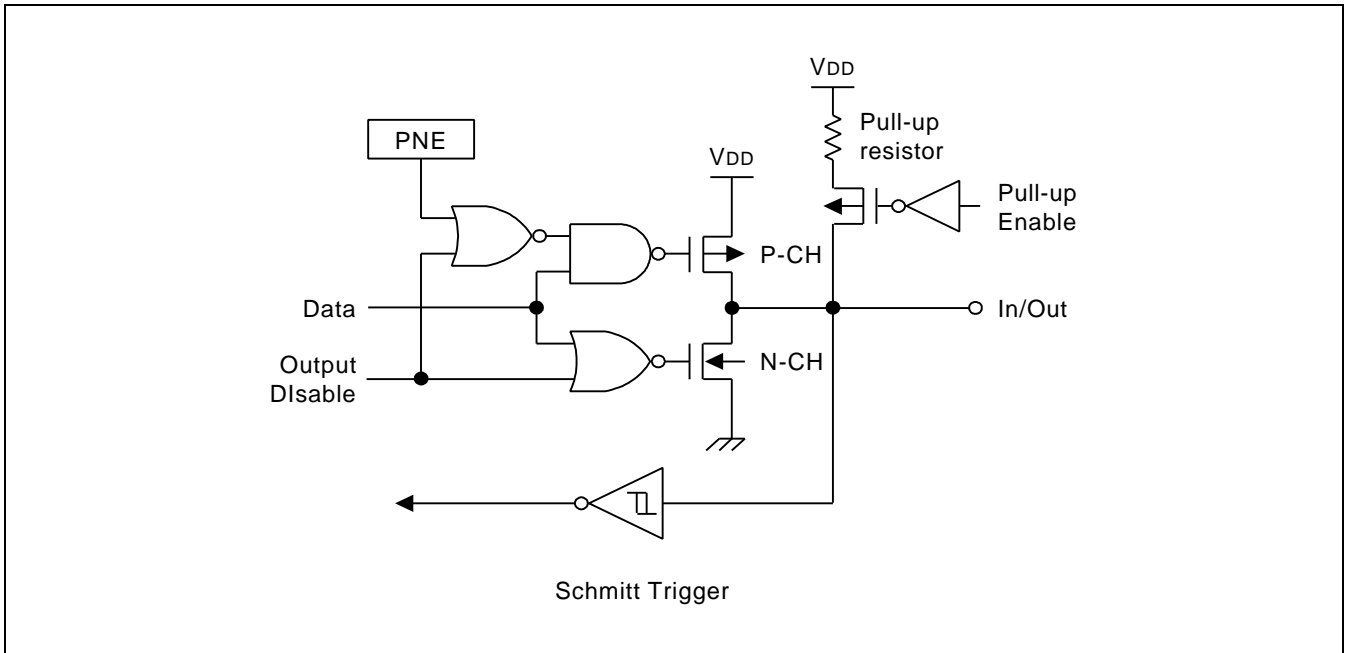 VDD
Pull-up
resistor
PNE
VDD
Pull-up
Enable
P-CH
Data
In/Out
Output
DIsable
N-CH
Schmitt Trigger